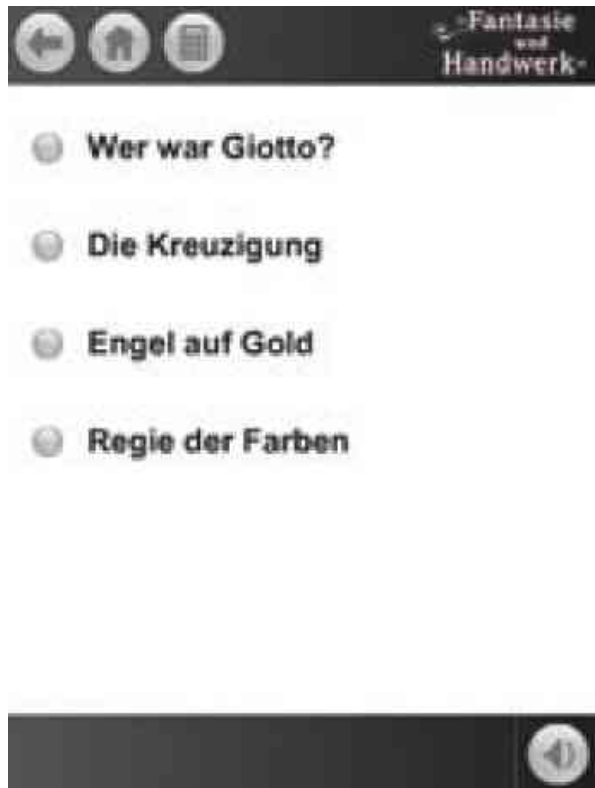 Fantasie
und
Handwerk
Wer war Giotto?
Die Kreuzigung
Engel auf Gold
Regie der Farben